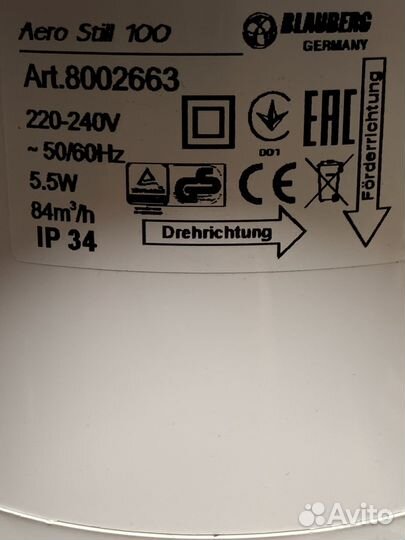 Aero Still 100
BLAUBERG
GERMANY
Art.8002663
220-240V
~ 50/60Hz
5.5W
84m³/h
IP 34
001
EAC
CE
Förderrichtung
Drehrichtung
Avito